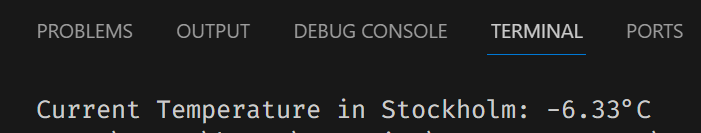 PROBLEMS OUTPUT DEBUG CONSOLE TERMINAL PORTS
Current Temperature in Stockholm: -6.33°C